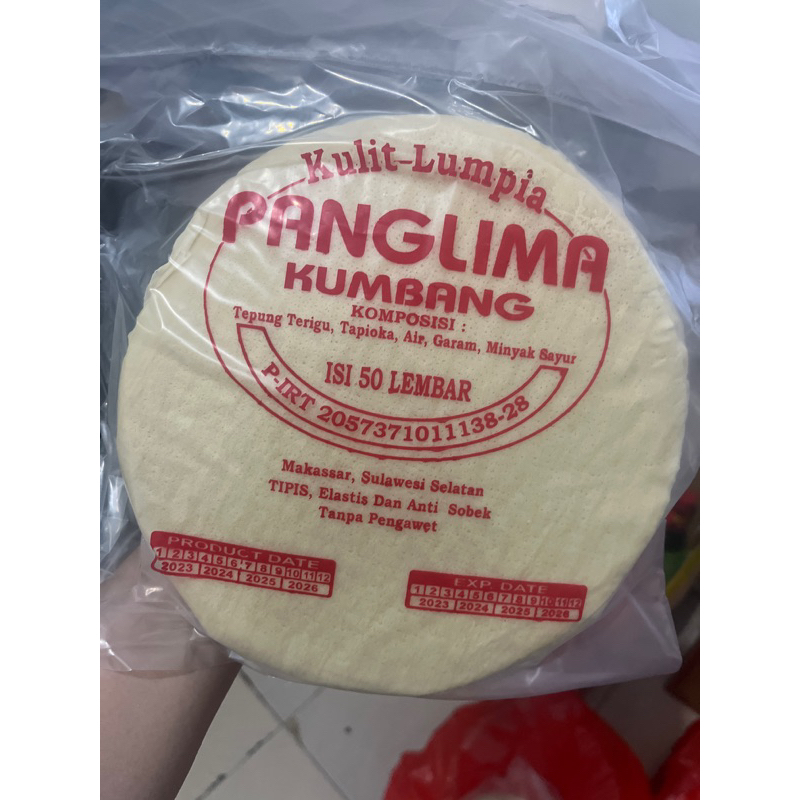 Kulit-Lumpia
PANGLIMA
KUMBANG
KOMPOSISI :
Tepung Terigu, Tapioka, Air, Garam, Minyak Sayur
ISI 50 LEMBAR
P-IRT 2057371011138-28
Makassar, Sulawesi Selatan
TIPIS, Elastis Dan Anti Sobek
Tanpa Pengawet
PRODUCT DATE
1 2 3 4 5 6 7 8 9 10 11 12
2023 2024 2025 2026
EXP DATE
1 2 3 4 5 6 7 8 9 10 11 12
2023 2024 2025 2026